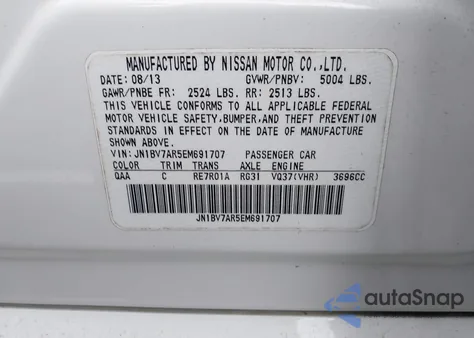 MANUFACTURED BY NISSAN MOTOR CO.,LTD.
DATE: 08/13 GVWR/PNBV: 5004 LBS.
GAWR/PNBE FR: 2524 LBS. RR: 2513 LBS.
THIS VEHICLE CONFORMS TO ALL APPLICABLE FEDERAL
MOTOR VEHICLE SAFETY,BUMPER,AND THEFT PREVENTION
STANDARDS IN EFFECT ON THE DATE OF MANUFACTURE
SHOWN ABOVE.
VIN: JN1BV7AR5EM691707 PASSENGER CAR
COLOR TRIM TRANS AXLE ENGINE
QAA C RE7R01A RG31 VQ37(VHR) 3696CC
JN1BV7AR5EM691707
autoSnap